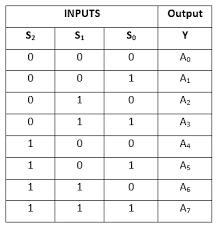 INPUTS Output
S₂ S₁ S₀ Y
0 0 0 A₀
0 0 1 A₁
0 1 0 A₂
0 1 1 A₃
1 0 0 A₄
1 0 1 A₅
1 1 0 A₆
1 1 1 A₇